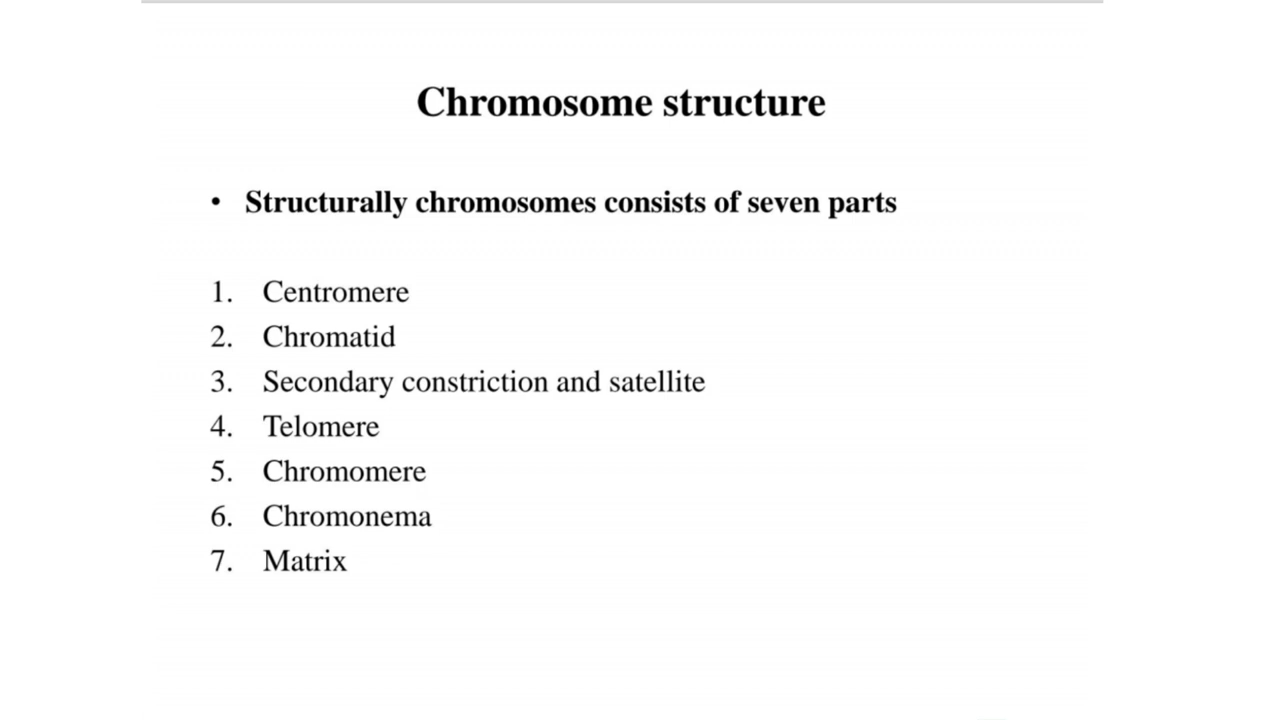 Chromosome structure
• Structurally chromosomes consists of seven parts
1. Centromere
2. Chromatid
3. Secondary constriction and satellite
4. Telomere
5. Chromomere
6. Chromonema
7. Matrix